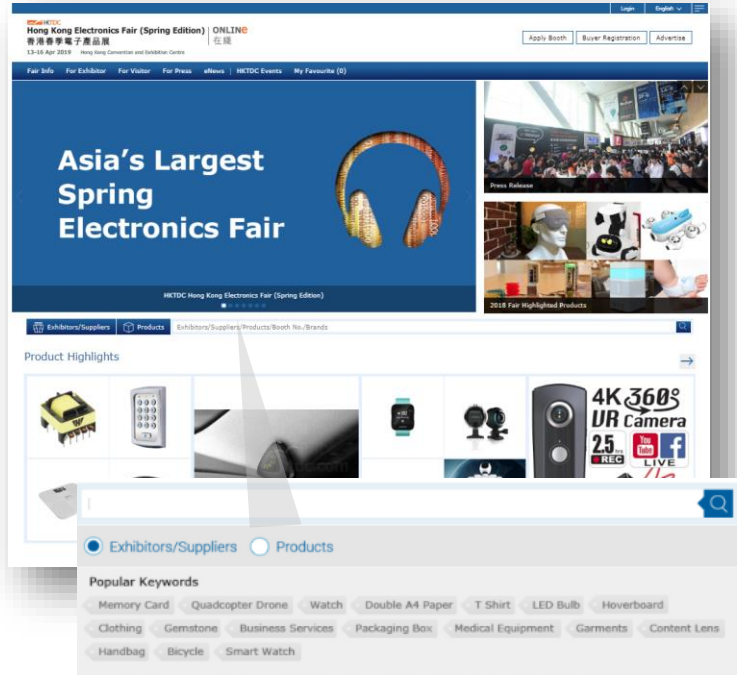 Login English
HKTDC
Hong Kong Electronics Fair (Spring Edition) ONLINE
香港春季電子產品展 在綫
13-16 Apr 2019 Hong Kong Convention and Exhibition Centre
Apply Booth Buyer Registration Advertise
Fair Info For Exhibitor For Visitor For Press eNews HKTDC Events My Favourite (0)
Asia's Largest
Spring
Electronics Fair
HKTDC Hong Kong Electronics Fair (Spring Edition)
Press Release
2018 Fair Highlighted Products
Exhibitors/Suppliers Products Exhibitors/Suppliers/Products/Booth No./Brands
Product Highlights
4K 360°
VR Camera
2.5
REC
You
Tube
LIVE
Exhibitors/Suppliers Products
Popular Keywords
Memory Card Quadcopter Drone Watch Double A4 Paper T Shirt LED Bulb Hoverboard
Clothing Gemstone Business Services Packaging Box Medical Equipment Garments Content Lens
Handbag Bicycle Smart Watch